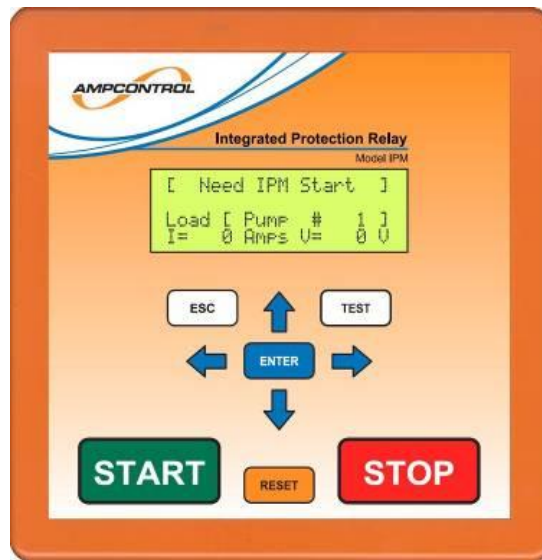 AMPCONTROL
Integrated Protection Relay
Model IPM
[ Need IPM Start ]
Load [ Pump # 1 ]
I= 0 Amps V= 0 V
ESC
TEST
ENTER
START
RESET
STOP